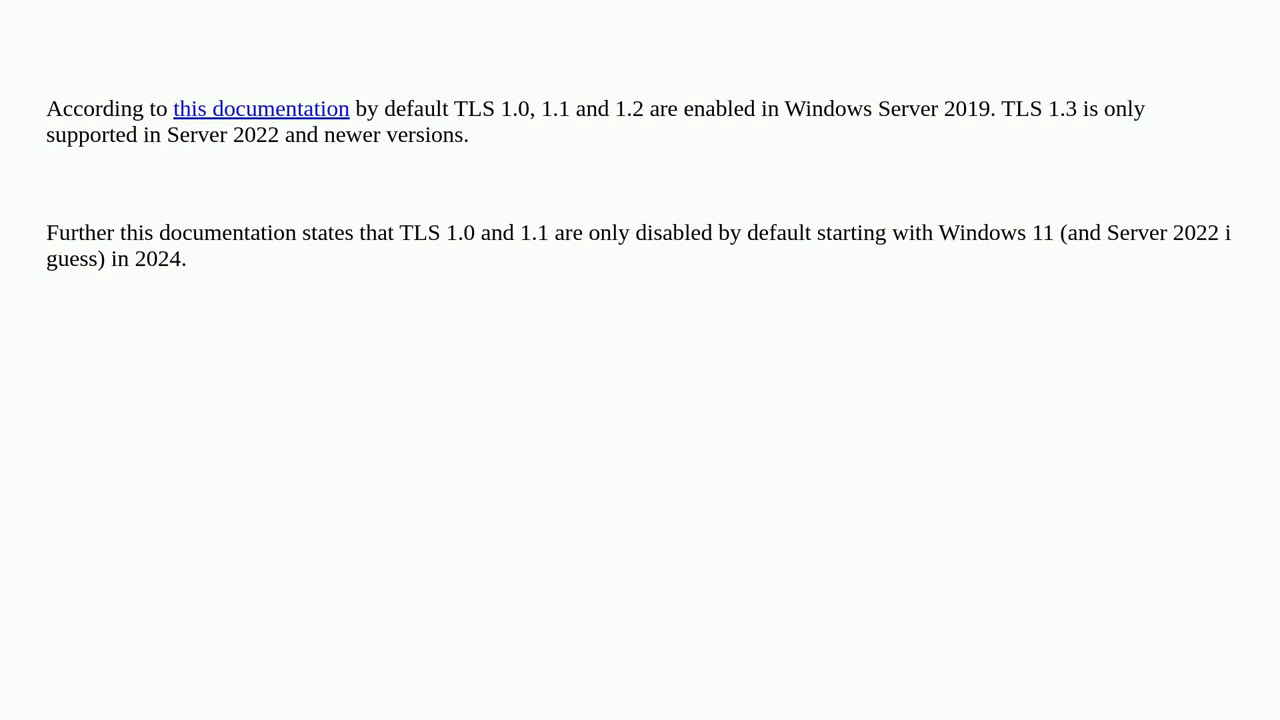 According to this documentation by default TLS 1.0, 1.1 and 1.2 are enabled in Windows Server 2019. TLS 1.3 is only
supported in Server 2022 and newer versions.
Further this documentation states that TLS 1.0 and 1.1 are only disabled by default starting with Windows 11 (and Server 2022 i
guess) in 2024.